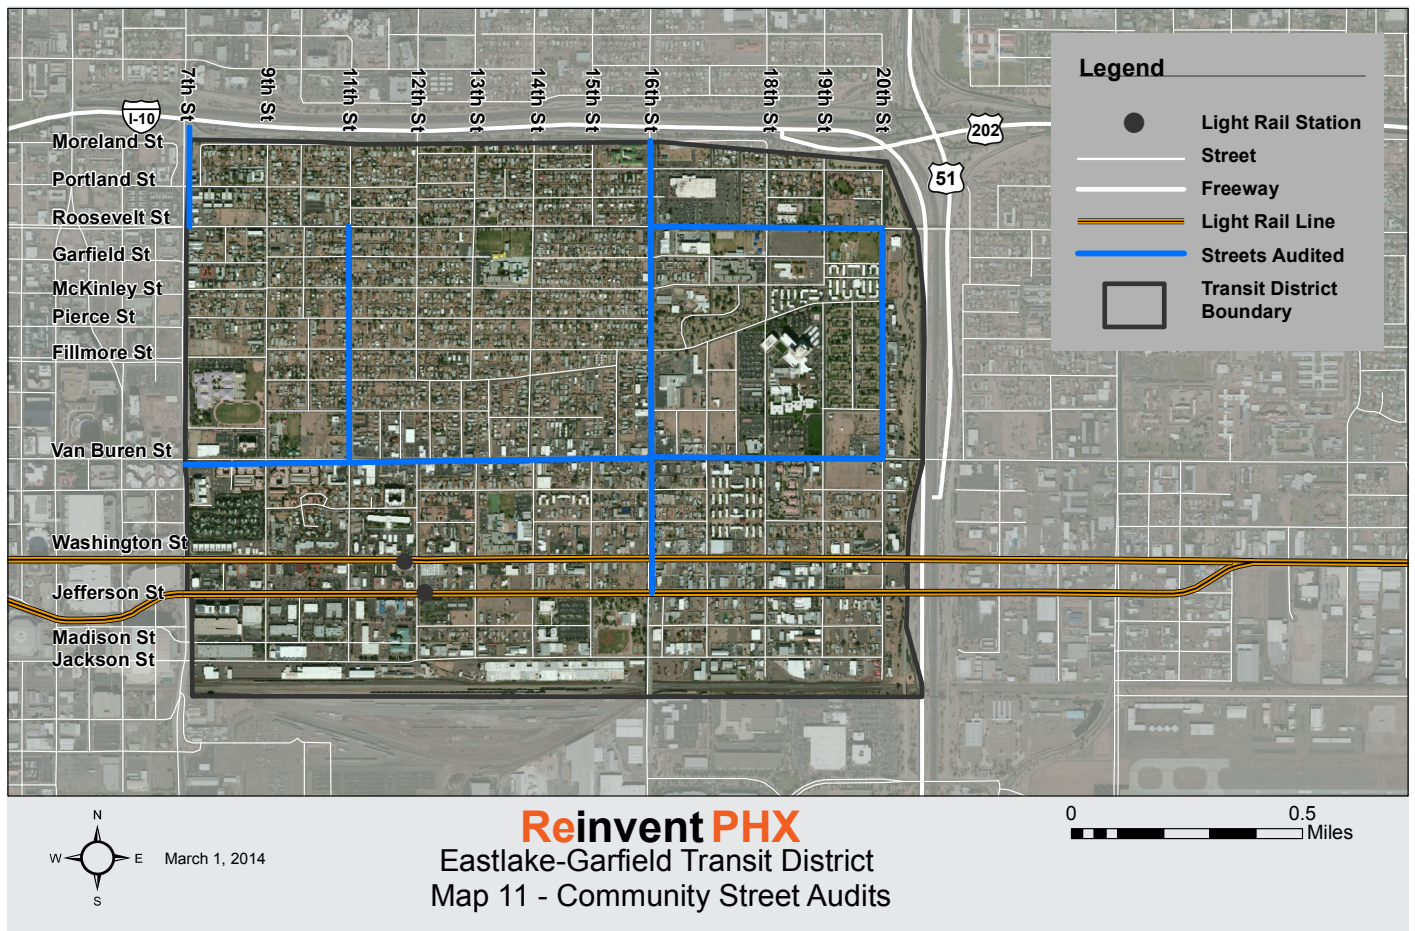 7th St
9th St
11th St
12th St
13th St
14th St
15th St
16th St
18th St
19th St
20th St
I-10
202
51
Moreland St
Portland St
Roosevelt St
Garfield St
McKinley St
Pierce St
Fillmore St
Van Buren St
Washington St
Jefferson St
Madison St
Jackson St
Legend
Light Rail Station
Street
Freeway
Light Rail Line
Streets Audited
Transit District
Boundary
N
W E
S
March 1, 2014
Reinvent PHX
Eastlake-Garfield Transit District
Map 11 - Community Street Audits
0 0.5
Miles